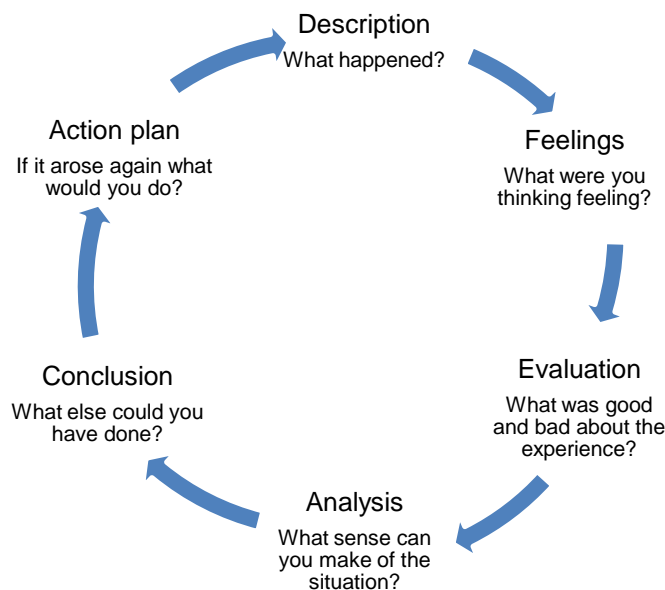 Description
What happened?
Feelings
What were you
thinking feeling?
Evaluation
What was good
and bad about the
experience?
Analysis
What sense can
you make of the
situation?
Conclusion
What else could you
have done?
Action plan
If it arose again what
would you do?